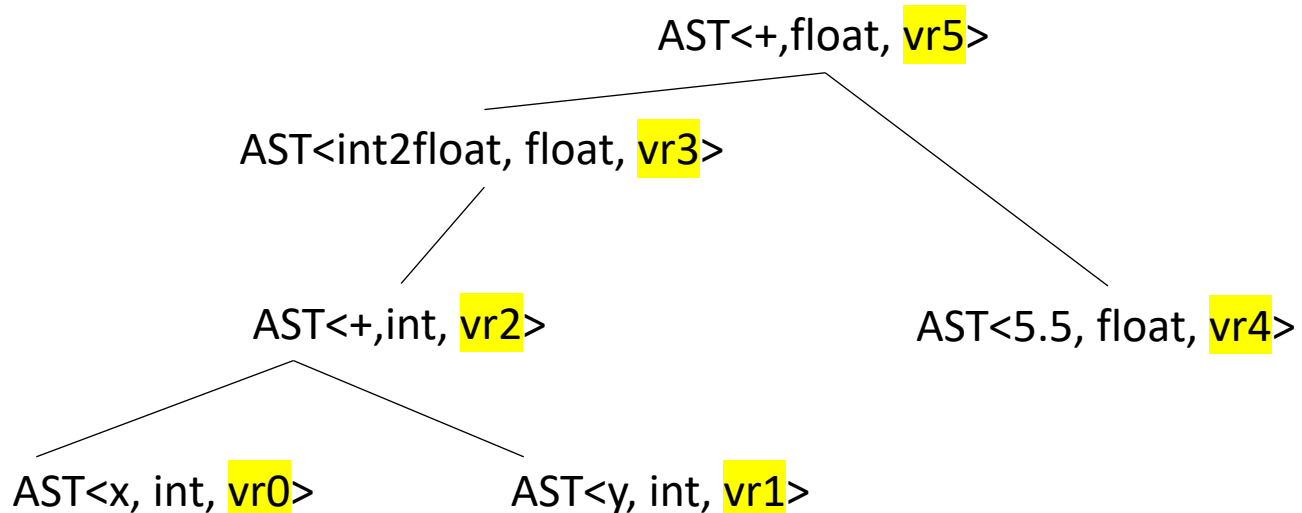 AST<+,float, vr5>
AST<int2float, float, vr3>
AST<+,int, vr2>
AST<5.5, float, vr4>
AST<x, int, vr0>
AST<y, int, vr1>